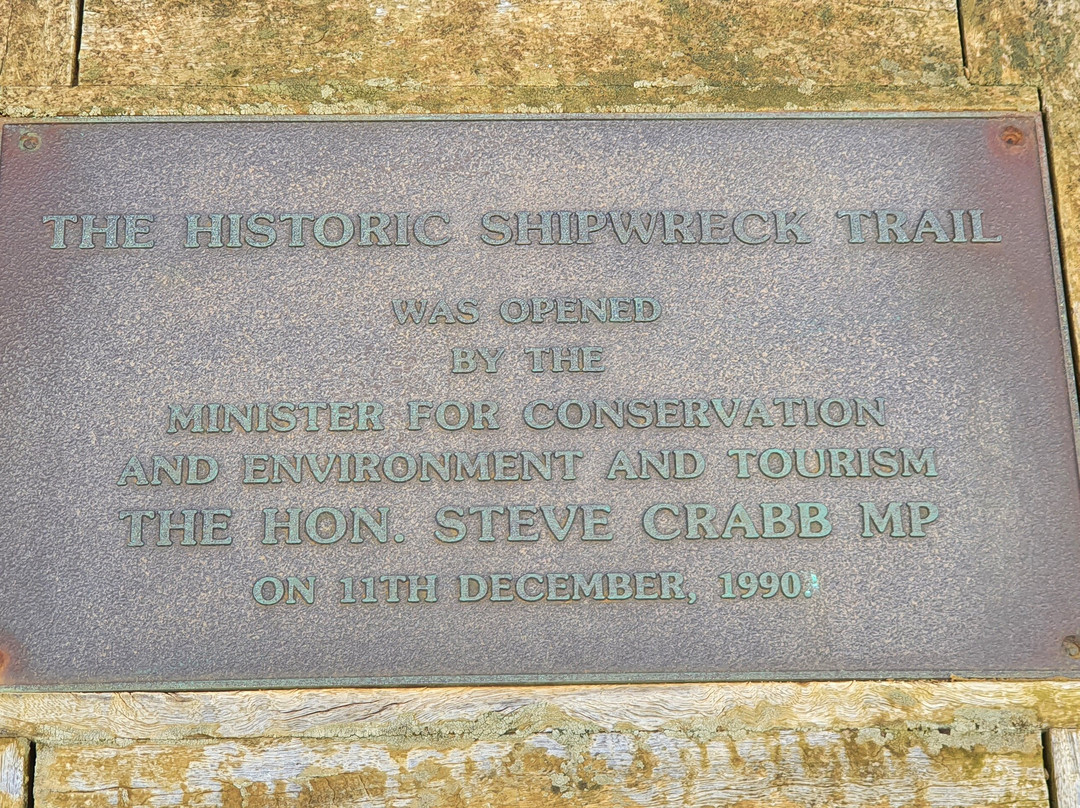 THE HISTORIC SHIPWRECK TRAIL
WAS OPENED
BY THE
MINISTER FOR CONSERVATION
AND ENVIRONMENT AND TOURISM
THE HON. STEVE CRABB MP
ON 11TH DECEMBER, 1990.